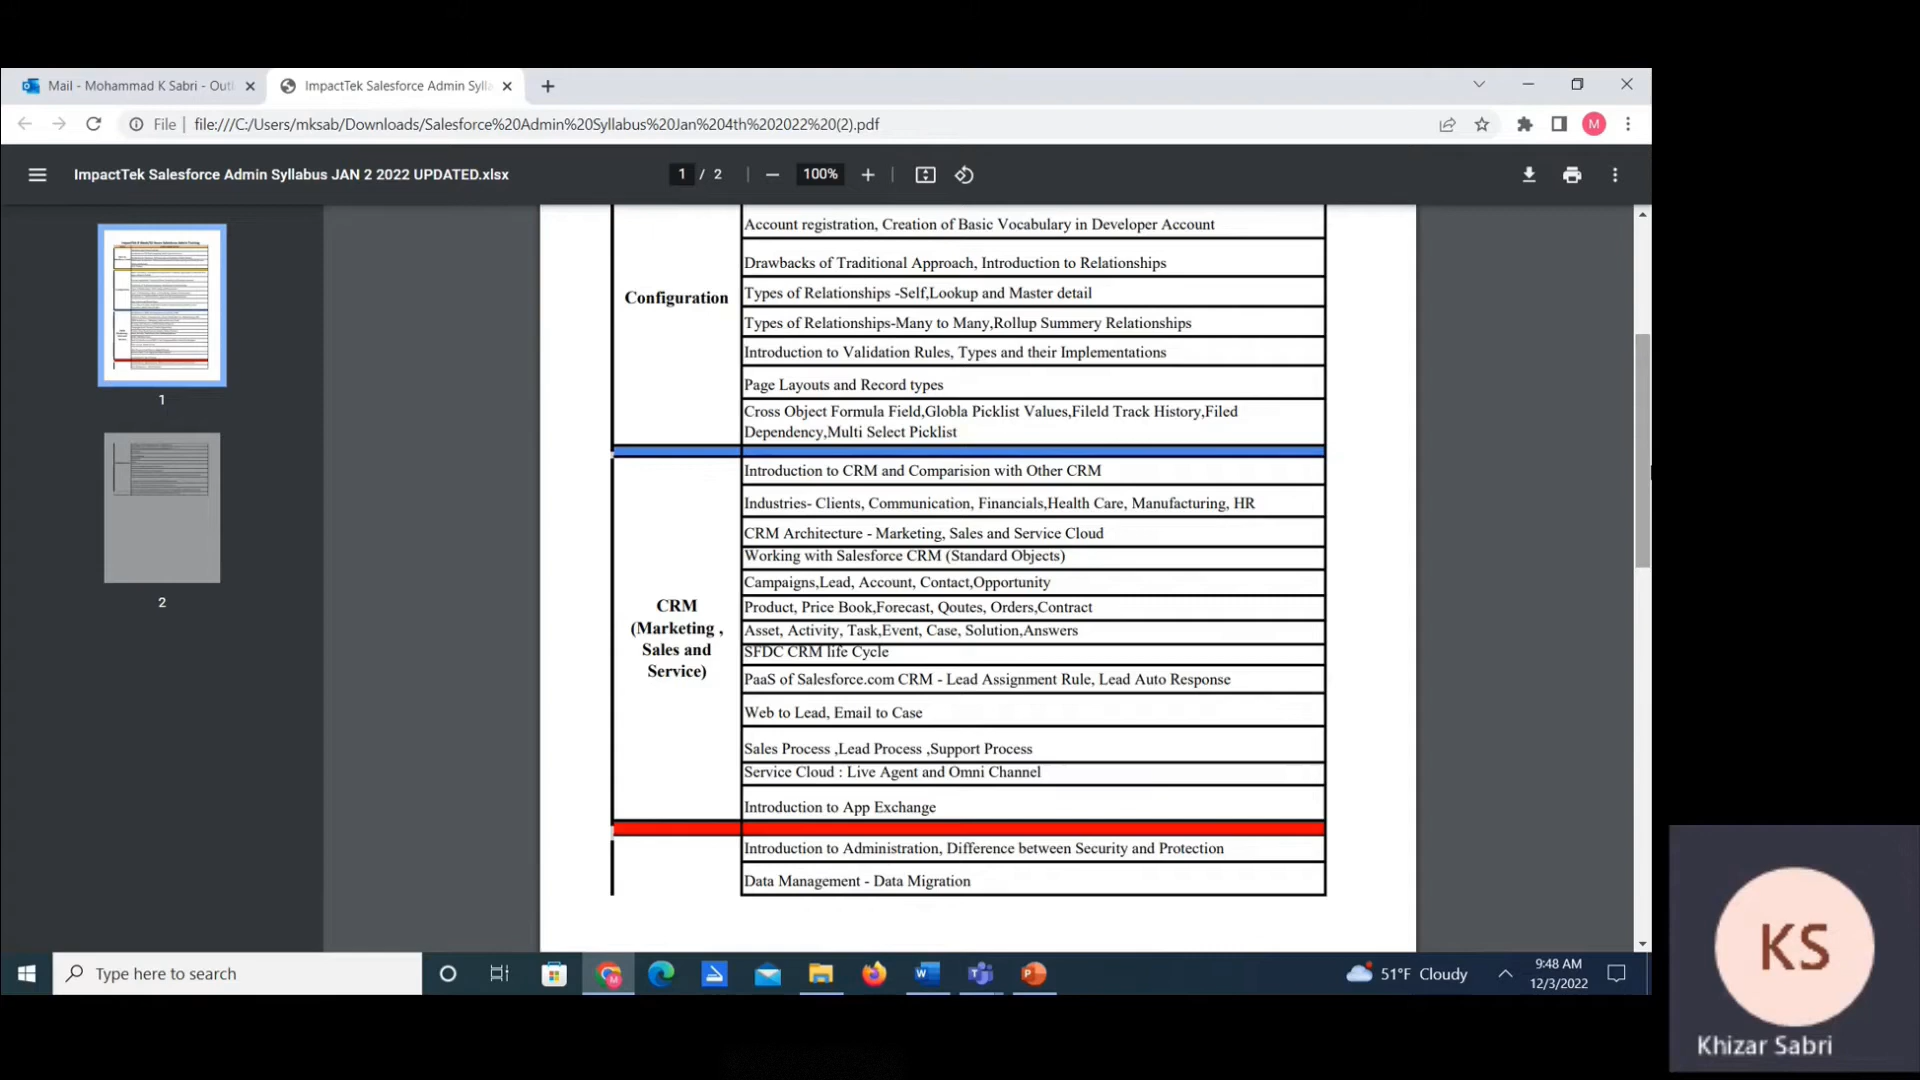 Mail - Mohammad K Sabri - Outl
ImpactTek Salesforce Admin Sylla
File
file:///C:/Users/mksab/Downloads/Salesforce%20Admin%20Syllabus%20Jan%204th%202022%20(2).pdf
M
ImpactTek Salesforce Admin Syllabus JAN 2 2022 UPDATED.xlsx
1 / 2
100%
1
2
Configuration
Account registration, Creation of Basic Vocabulary in Developer Account
Drawbacks of Traditional Approach, Introduction to Relationships
Types of Relationships -Self,Lookup and Master detail
Types of Relationships-Many to Many,Rollup Summery Relationships
Introduction to Validation Rules, Types and their Implementations
Page Layouts and Record types
Cross Object Formula Field,Globla Picklist Values,Fileld Track History,Filed
Dependency,Multi Select Picklist
CRM
(Marketing ,
Sales and
Service)
Introduction to CRM and Comparision with Other CRM
Industries- Clients, Communication, Financials,Health Care, Manufacturing, HR
CRM Architecture - Marketing, Sales and Service Cloud
Working with Salesforce CRM (Standard Objects)
Campaigns,Lead, Account, Contact,Opportunity
Product, Price Book,Forecast, Qoutes, Orders,Contract
Asset, Activity, Task,Event, Case, Solution,Answers
SFDC CRM life Cycle
PaaS of Salesforce.com CRM - Lead Assignment Rule, Lead Auto Response
Web to Lead, Email to Case
Sales Process ,Lead Process ,Support Process
Service Cloud : Live Agent and Omni Channel
Introduction to App Exchange
Introduction to Administration, Difference between Security and Protection
Data Management - Data Migration
Type here to search
51°F Cloudy
9:48 AM
12/3/2022
KS
Khizar Sabri